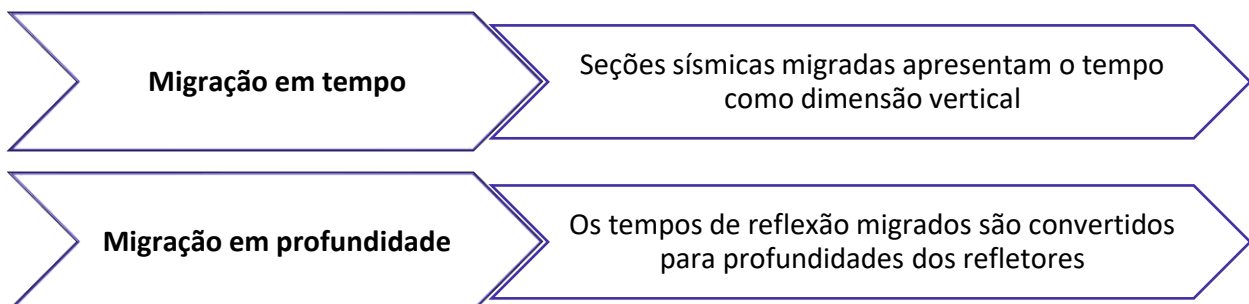 Migração em tempo
Seções sísmicas migradas apresentam o tempo
como dimensão vertical
Migração em profundidade
Os tempos de reflexão migrados são convertidos
para profundidades dos refletores